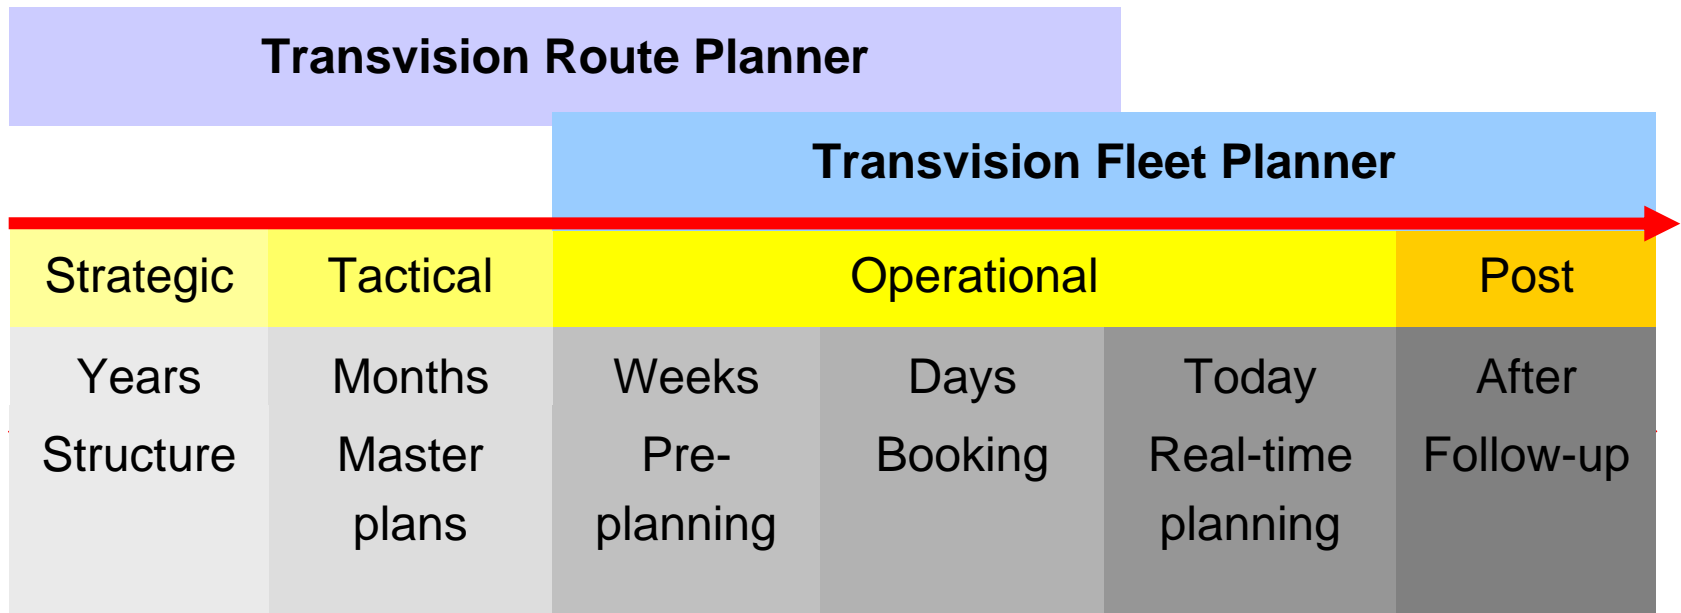 Transvision Route Planner
Transvision Fleet Planner
Strategic Tactical Operational Post
Years Months Weeks Days Today After
Structure Master Pre- Booking Real-time Follow-up
plans planning planning